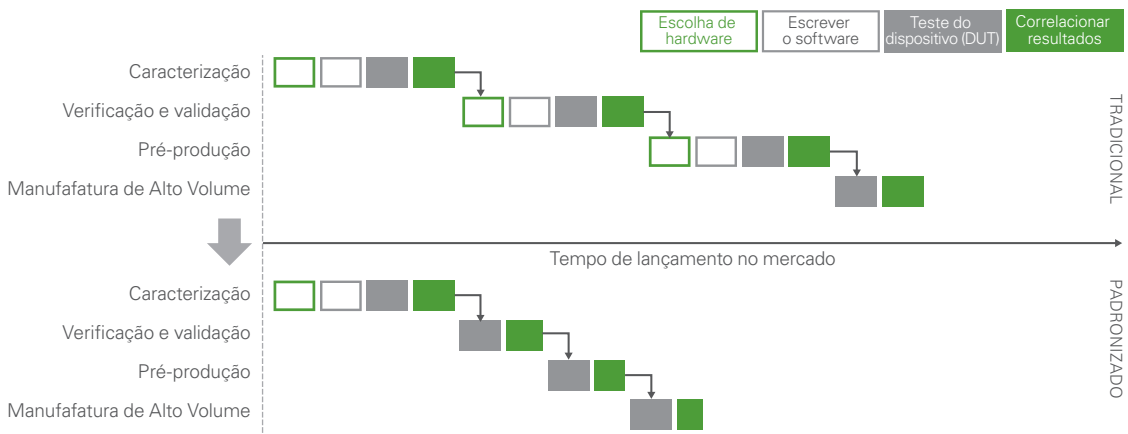 Escolha de
hardware
Escrever
o software
Teste do
dispositivo (DUT)
Correlacionar
resultados
Caracterização
Verificação e validação
Pré-produção
Manufafatura de Alto Volume
TRADICIONAL
Tempo de lançamento no mercado
Caracterização
Verificação e validação
Pré-produção
Manufafatura de Alto Volume
PADRONIZADO